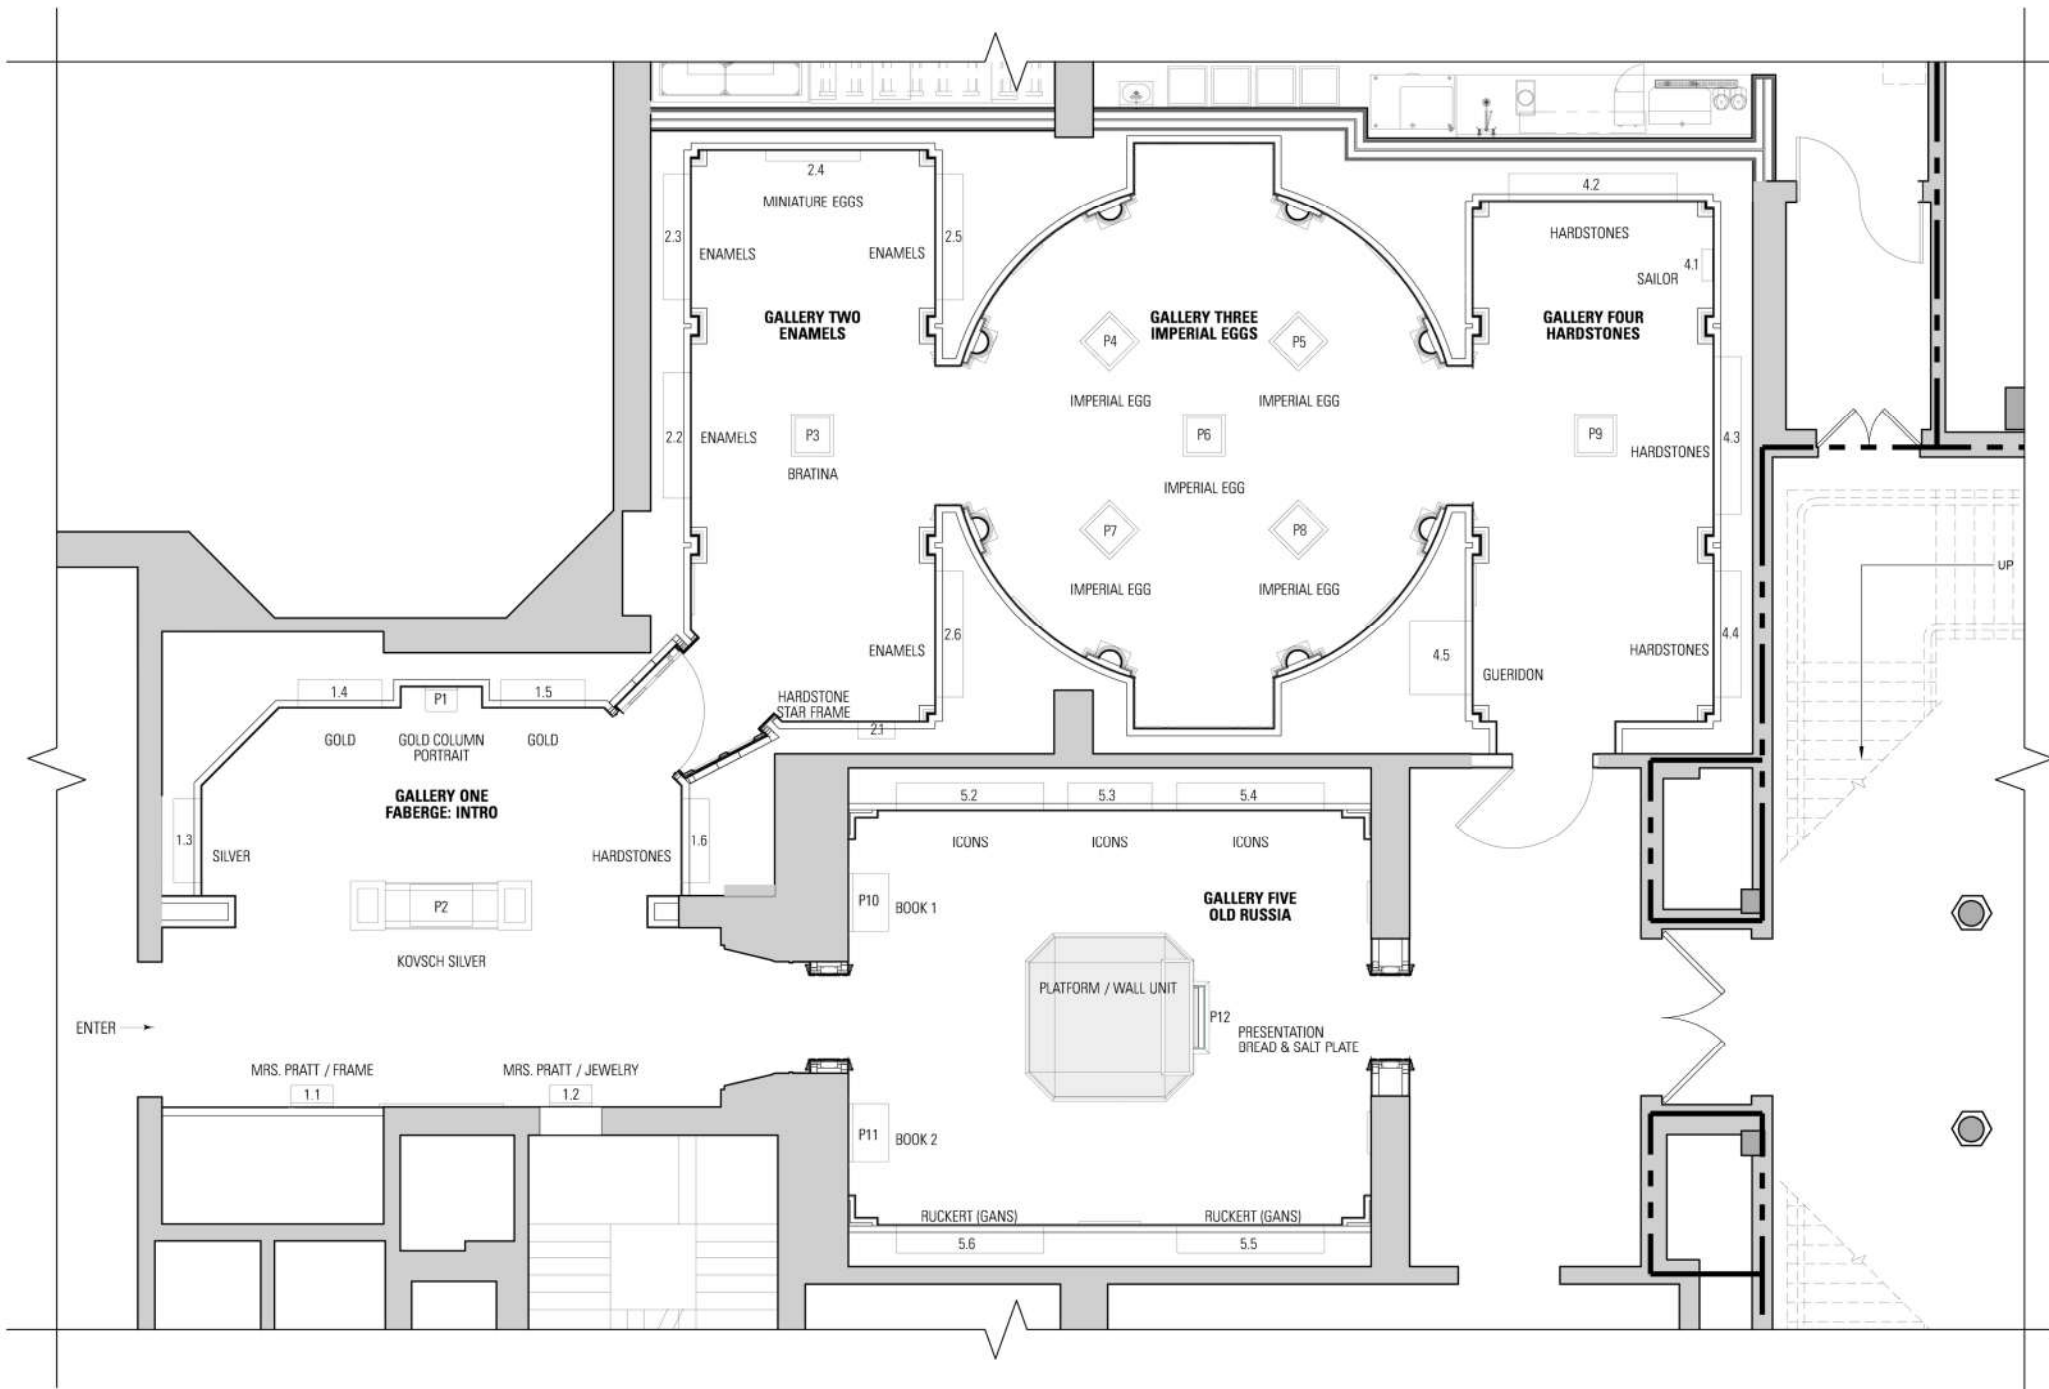 2.4
MINIATURE EGGS
2.3
ENAMELS
ENAMELS
2.5
GALLERY TWO
ENAMELS
2.2
ENAMELS
P3
BRATINA
ENAMELS
2.6
HARDSTONE
STAR FRAME
2.1
GALLERY THREE
IMPERIAL EGGS
P4
IMPERIAL EGG
P5
IMPERIAL EGG
P6
IMPERIAL EGG
P7
IMPERIAL EGG
P8
IMPERIAL EGG
4.2
HARDSTONES
4.1
SAILOR
GALLERY FOUR
HARDSTONES
P9
HARDSTONES
4.3
HARDSTONES
4.4
4.5
GUERIDON
UP
1.4
P1
1.5
GOLD
GOLD COLUMN
PORTRAIT
GOLD
GALLERY ONE
FABERGE: INTRO
1.3
SILVER
HARDSTONES
1.6
P2
KOVSCH SILVER
ENTER
MRS. PRATT / FRAME
1.1
MRS. PRATT / JEWELRY
1.2
5.2
5.3
5.4
ICONS
ICONS
ICONS
P10
BOOK 1
GALLERY FIVE
OLD RUSSIA
PLATFORM / WALL UNIT
P12
PRESENTATION
BREAD & SALT PLATE
P11
BOOK 2
RUCKERT (GANS)
RUCKERT (GANS)
5.6
5.5